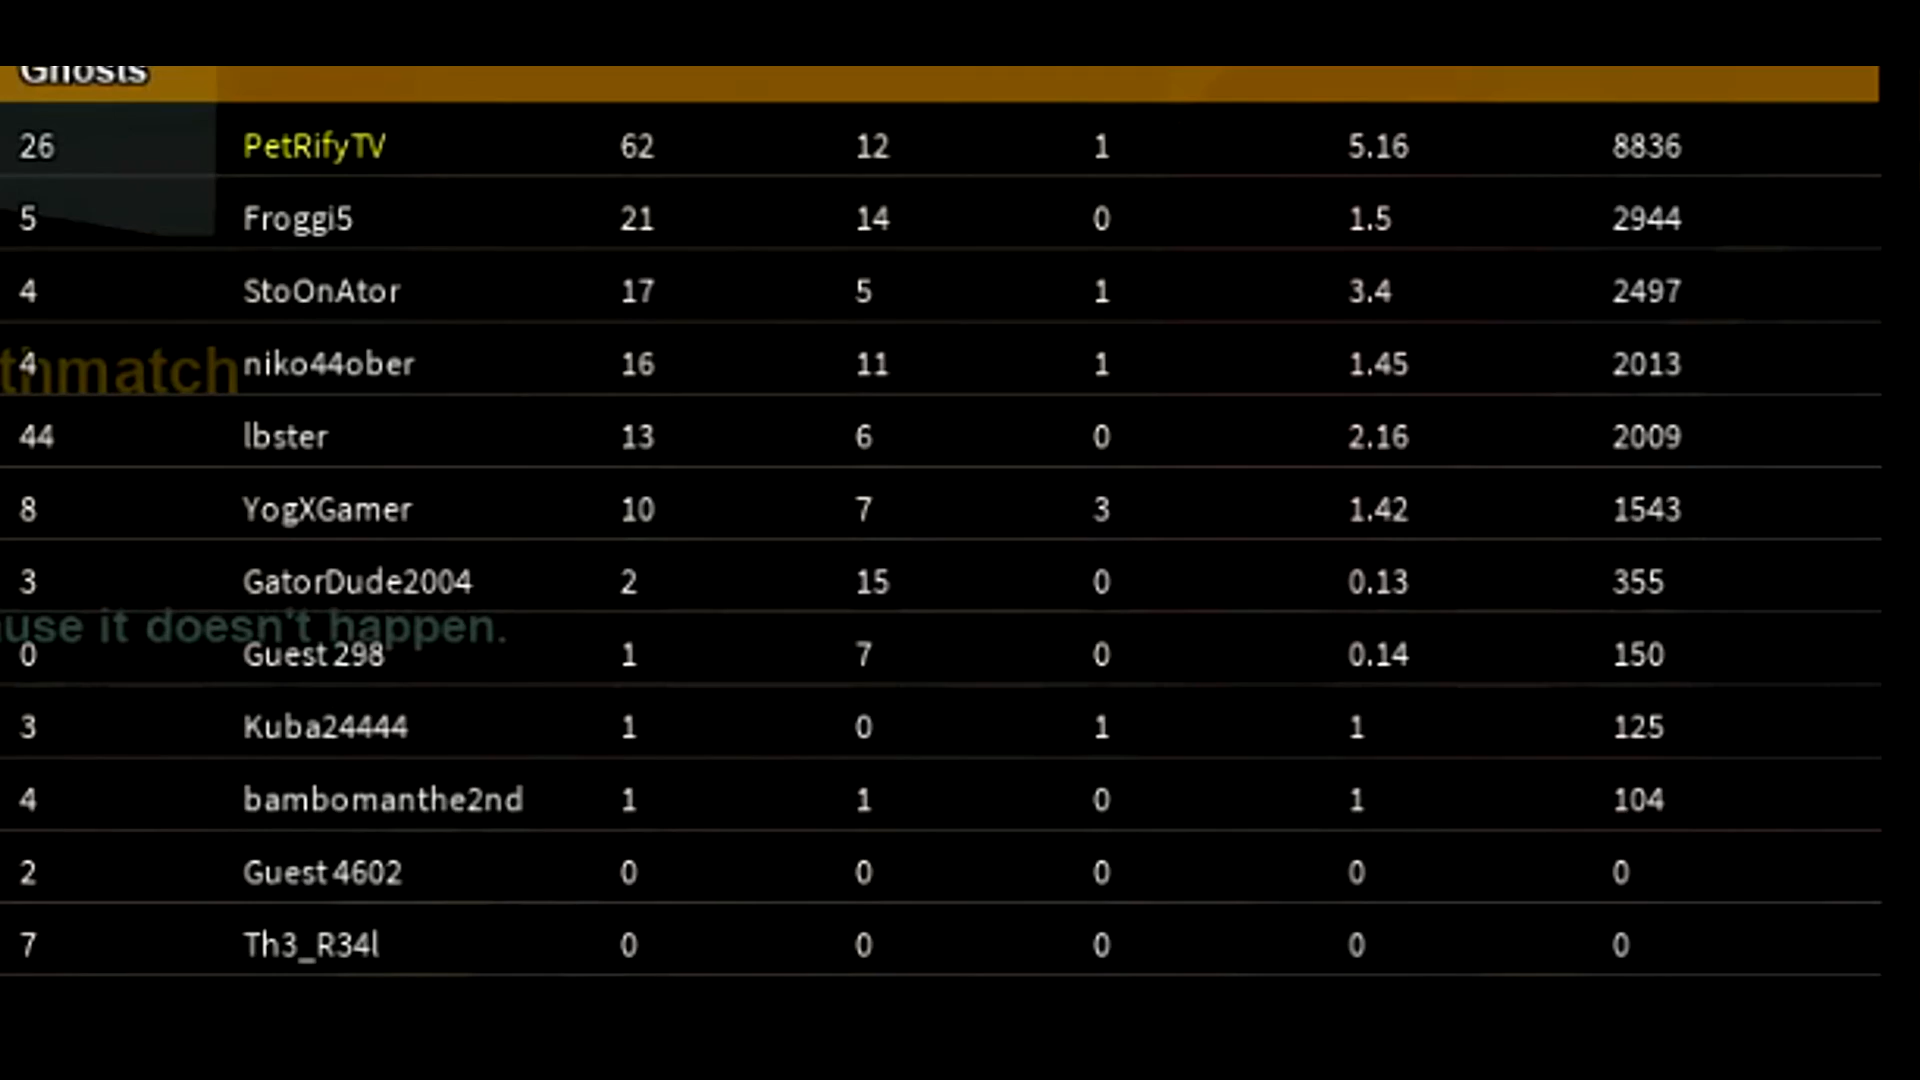 Ghosts
26 PetRifyTV 62 12 1 5.16 8836
5 Froggi5 21 14 0 1.5 2944
4 StoOnAtor 17 5 1 3.4 2497
thmatch
4 niko44ober 16 11 1 1.45 2013
44 lbster 13 6 0 2.16 2009
8 YogXGamer 10 7 3 1.42 1543
3 GatorDude2004 2 15 0 0.13 355
use it doesn't happen.
0 Guest 298 1 7 0 0.14 150
3 Kuba24444 1 0 1 1 125
4 bambomanthe2nd 1 1 0 1 104
2 Guest 4602 0 0 0 0 0
7 Th3_R34l 0 0 0 0 0